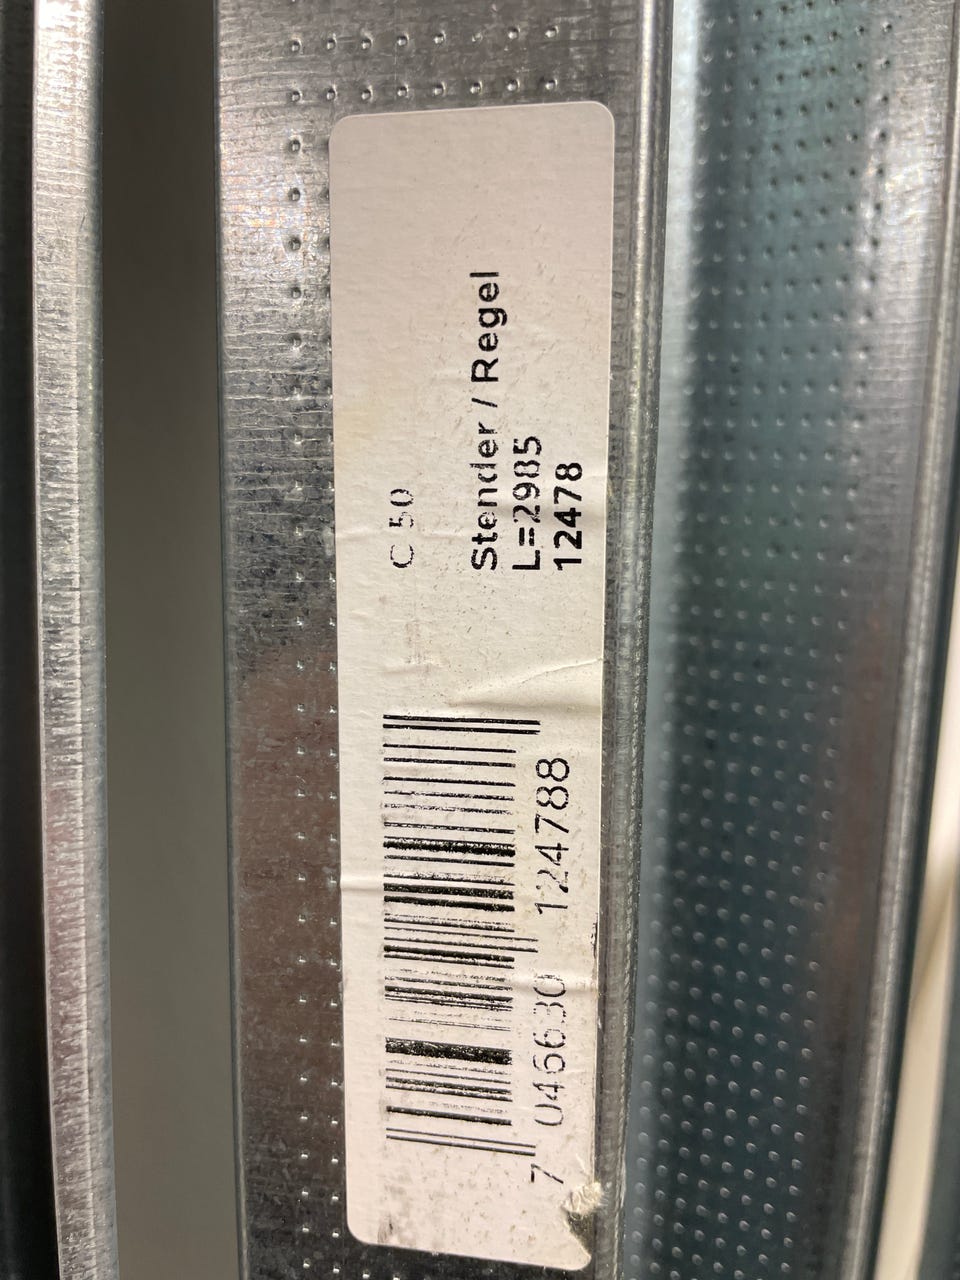 C 50
Stender / Regel
L=2985
12478
7 046630 124788